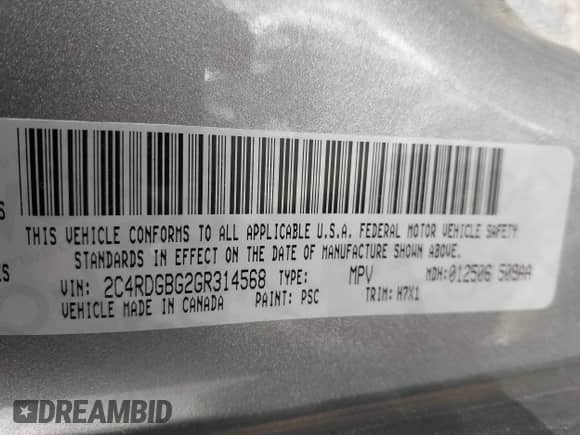 S
THIS VEHICLE CONFORMS TO ALL APPLICABLE U.S.A. FEDERAL MOTOR VEHICLE SAFETY
STANDARDS IN EFFECT ON THE DATE OF MANUFACTURE SHOWN ABOVE.
ES
VIN: 2C4RDGBG2GR314568 TYPE: MPV MDH:012506 509AA
VEHICLE MADE IN CANADA PAINT: PSC TRIM: H7X1
DREAMBID